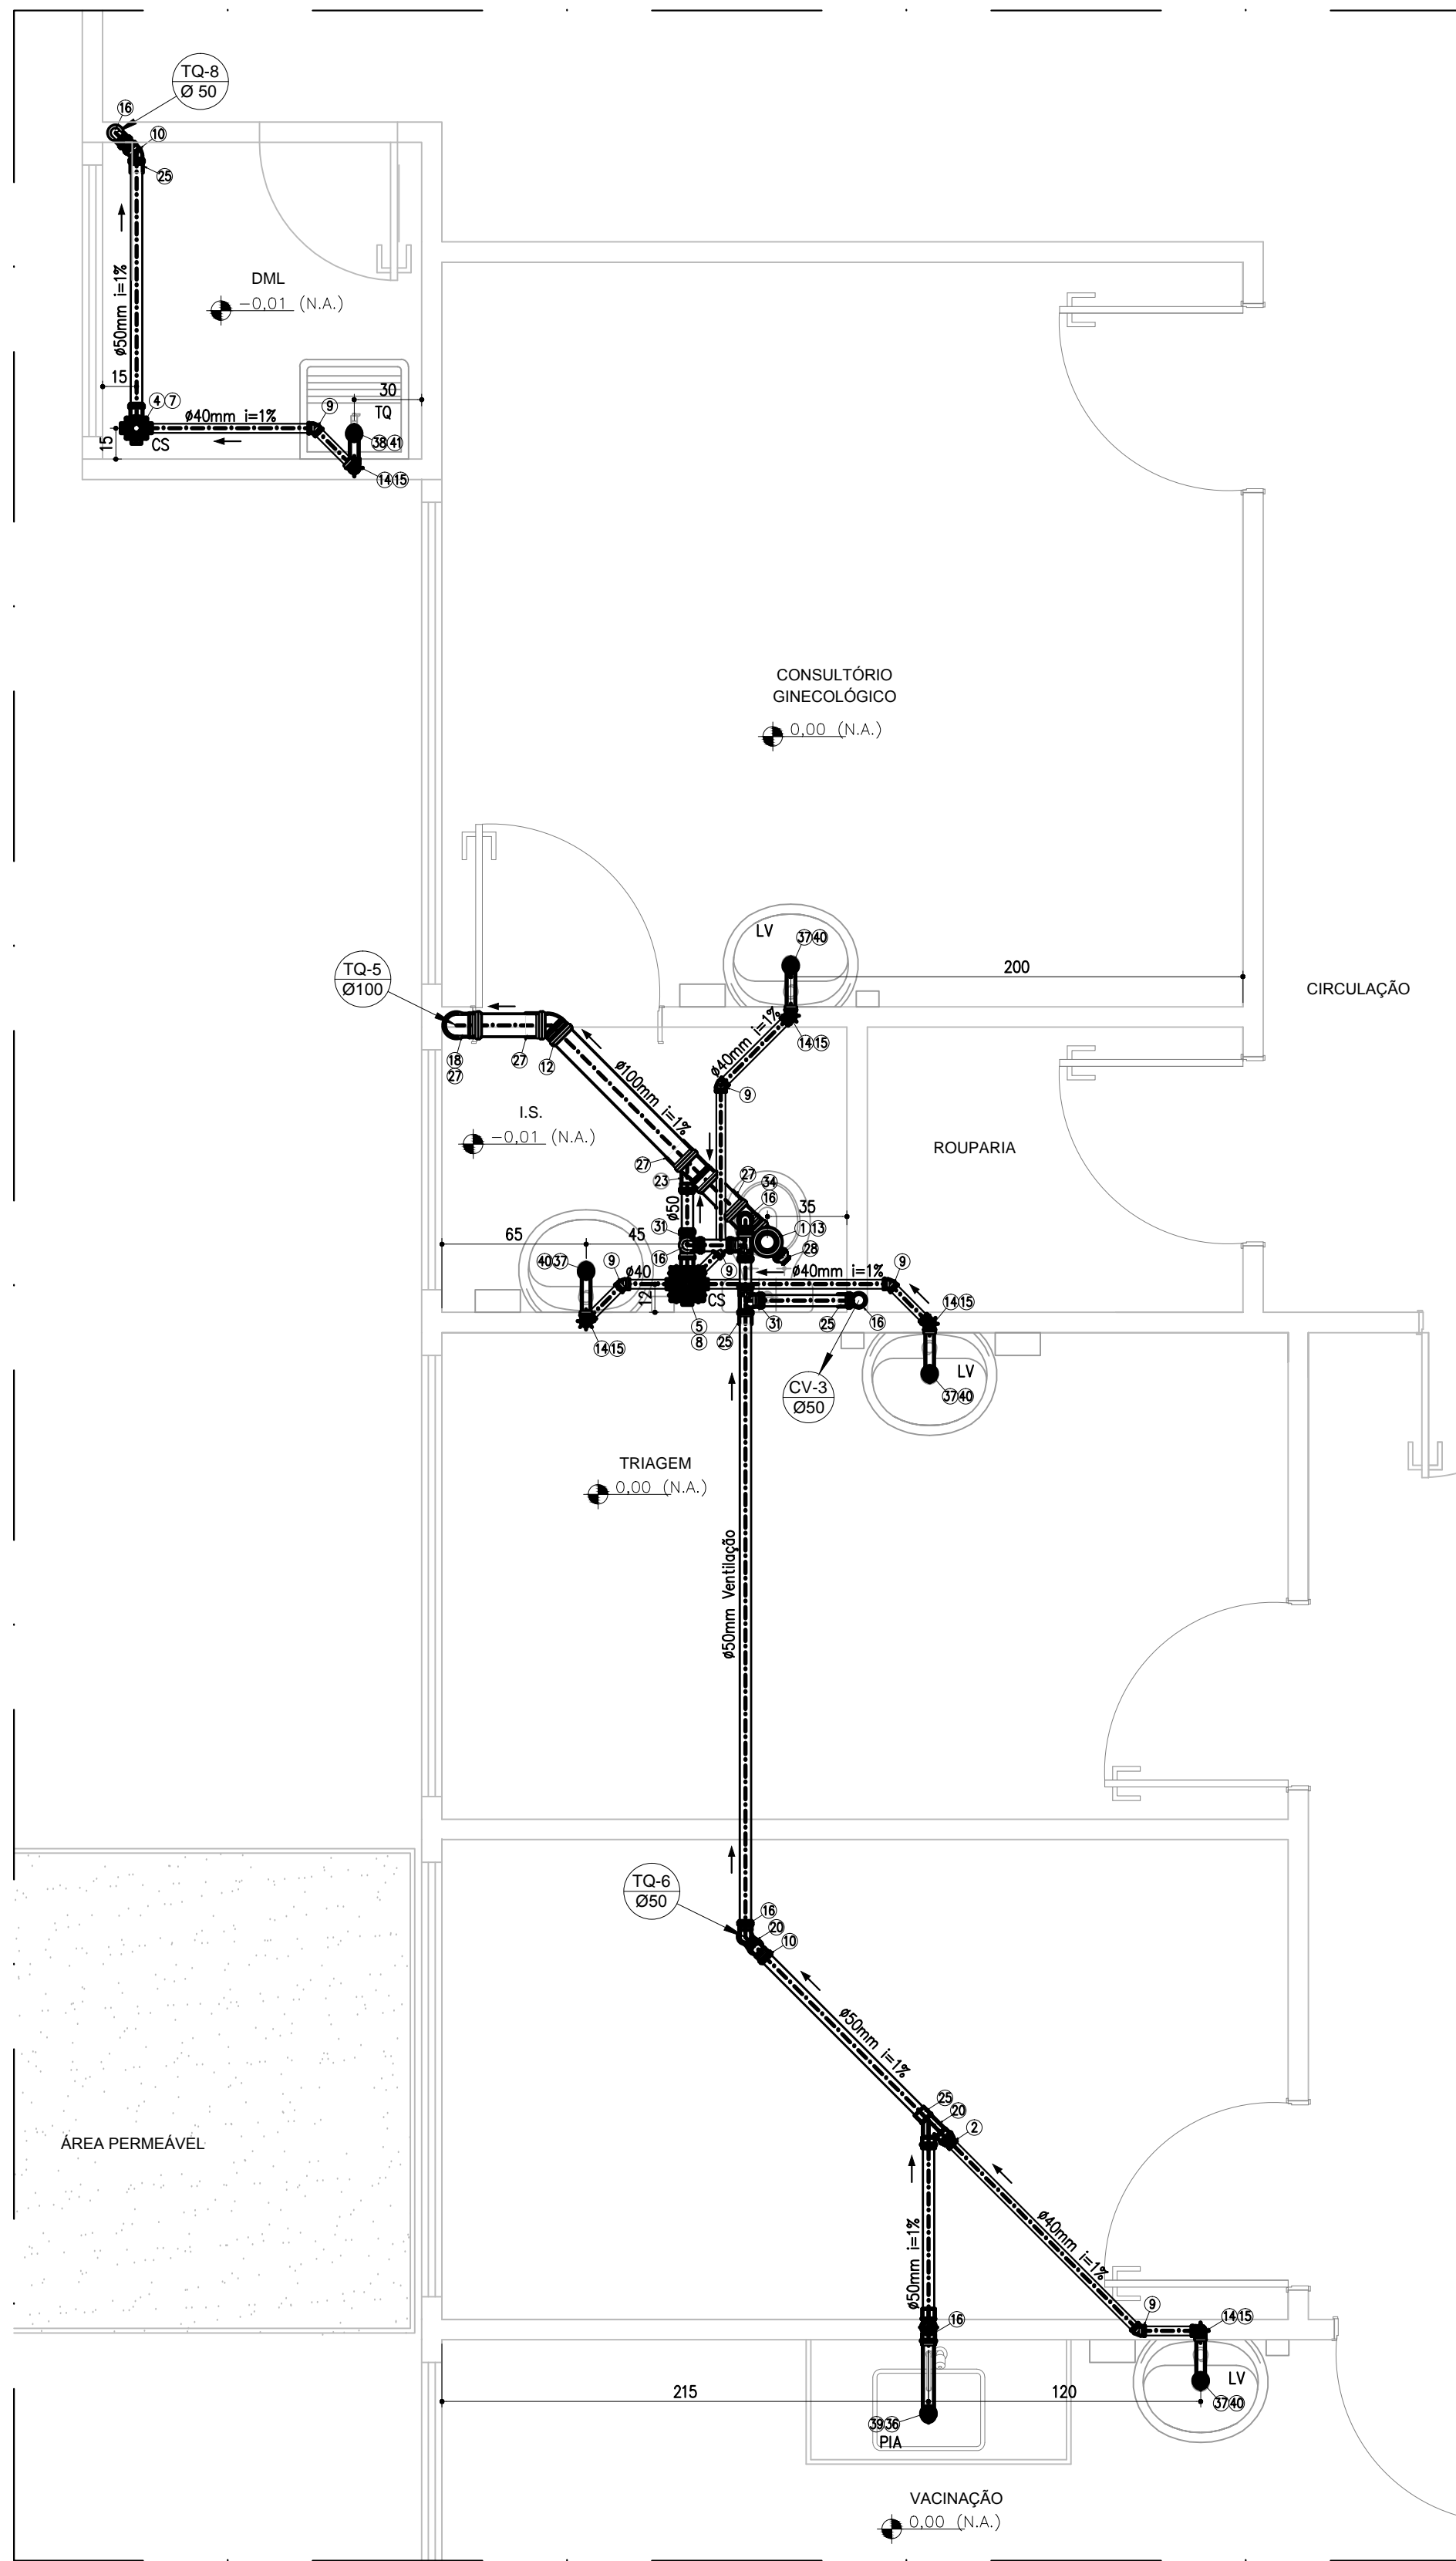 TQ-8
Ø 50
16
10
25
DML
-0,01 (N.A.)
ø50mm i=1%
15
30
TQ
4 7
ø40mm i=1%
9
38 41
15
CS
14 15
CONSULTÓRIO
GINECOLÓGICO
0,00 (N.A.)
LV
37 40
200
TQ-5
Ø100
CIRCULAÇÃO
18
27
27
12
ø100mm i=1%
ø40mm i=1%
14 15
9
I.S.
-0,01 (N.A.)
ROUPARIA
27
23
27
34
16
35
ø50
31
1 13
65
45
28
16
40 37
9
ø40
9
ø40mm i=1%
9
12
CS
14 15
5
8
25
31
25
16
14 15
LV
37 40
CV-3
Ø50
TRIAGEM
0,00 (N.A.)
ø50mm Ventilação
TQ-6
Ø50
16
20
10
ø50mm i=1%
25
20
2
ÁREA PERMEÁVEL
ø50mm i=1%
ø40mm i=1%
9
14 15
16
LV
215
120
37 40
39 36
PIA
VACINAÇÃO
0,00 (N.A.)